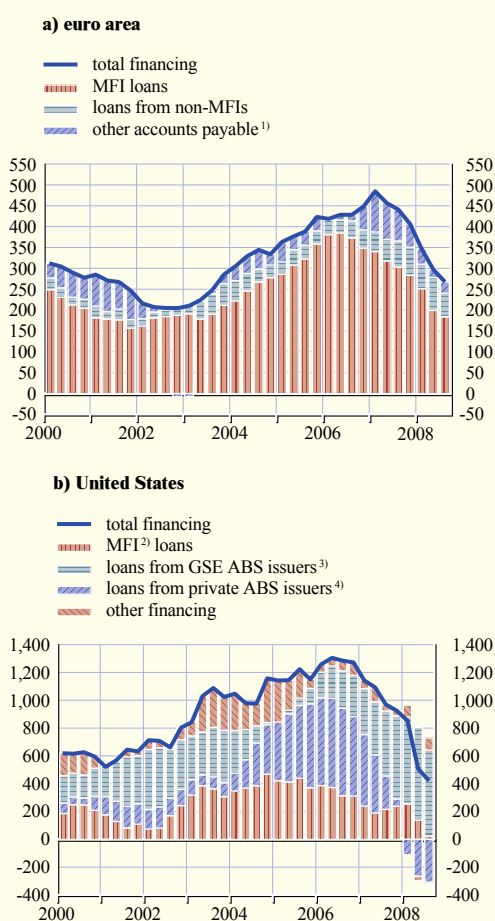 a) euro area
total financing
MFI loans
loans from non-MFIs
other accounts payable 1)
550 550
500 500
450 450
400 400
350 350
300 300
250 250
200 200
150 150
100 100
50 50
0 0
-50 -50
2000 2002 2004 2006 2008
b) United States
total financing
MFI 2) loans
loans from GSE ABS issuers 3)
loans from private ABS issuers 4)
other financing
1,400 1,400
1,200 1,200
1,000 1,000
800 800
600 600
400 400
200 200
0 0
-200 -200
-400 -400
2000 2002 2004 2006 2008